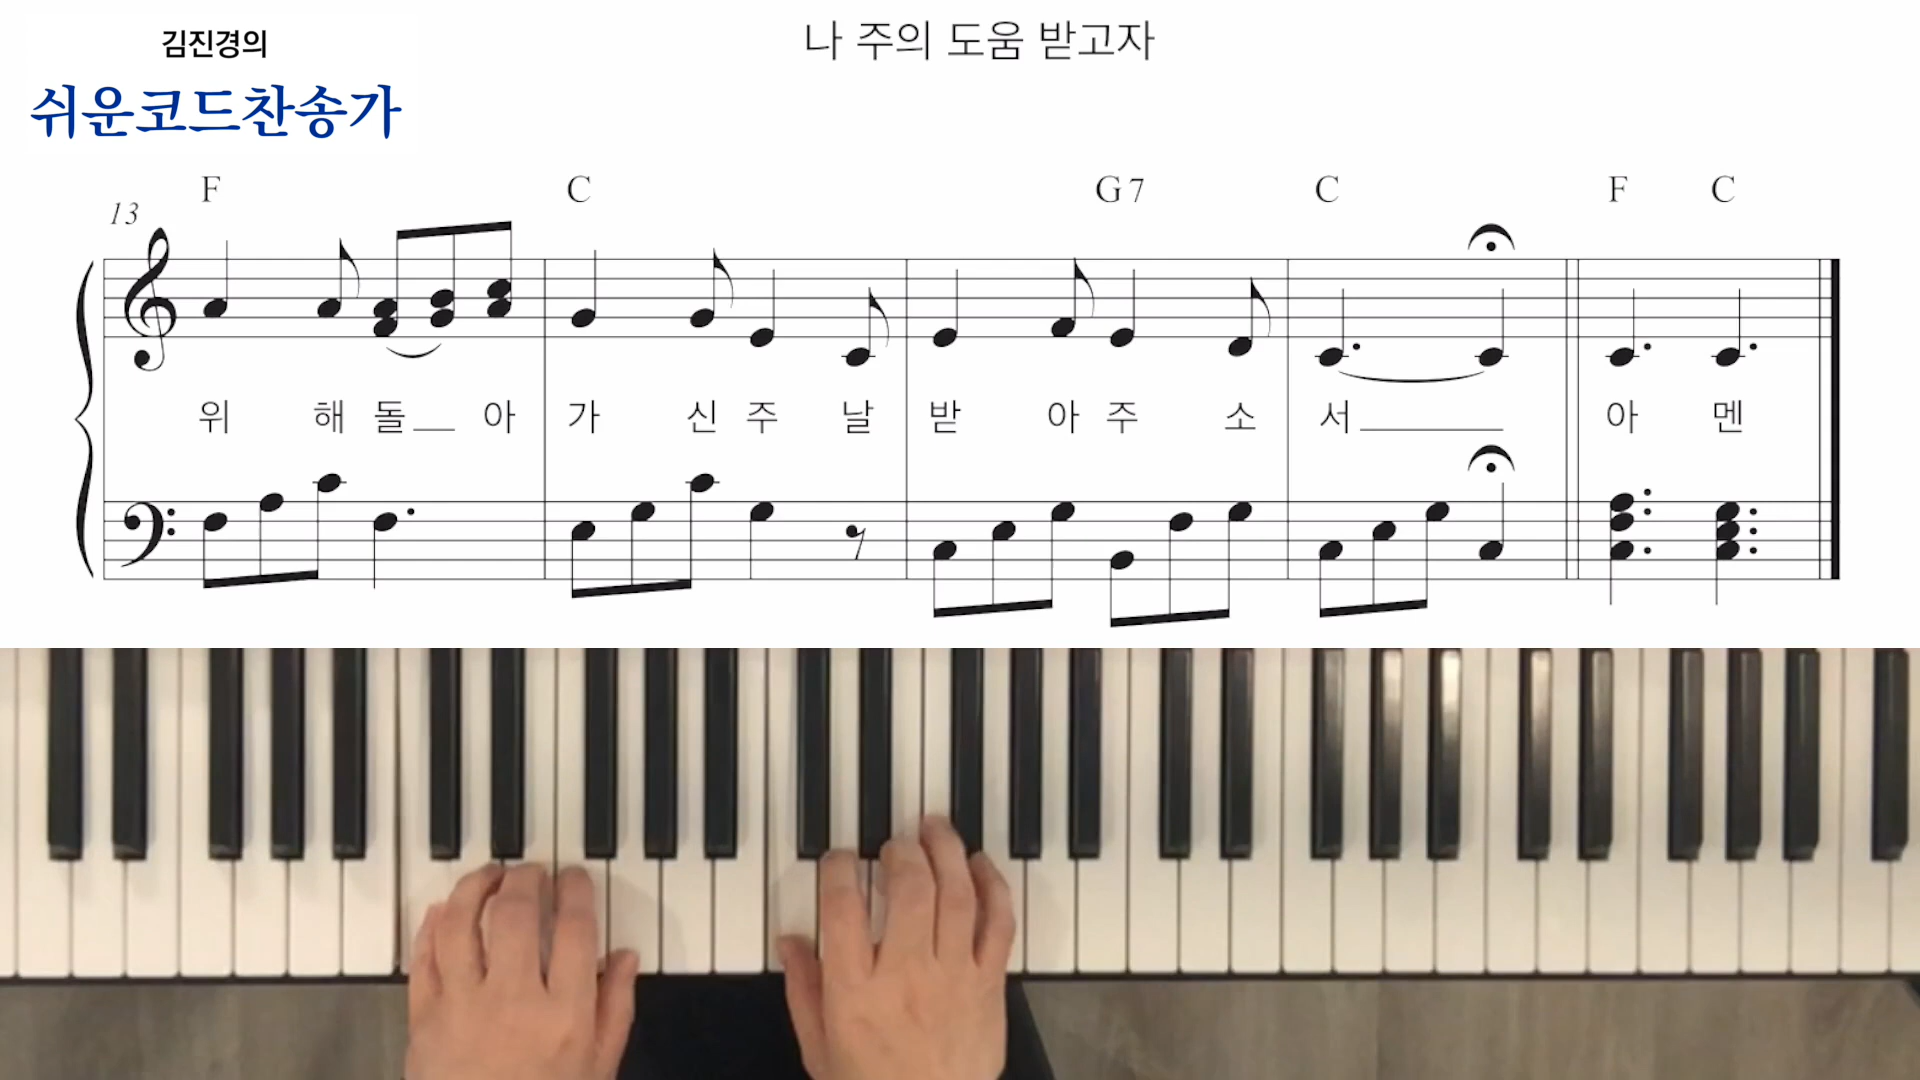 김진경의
쉬운코드찬송가
나 주의 도움 받고자
F C G7 C F C
13
위 해 돌 아 가 신 주 날 받 아 주 소 서 아 멘